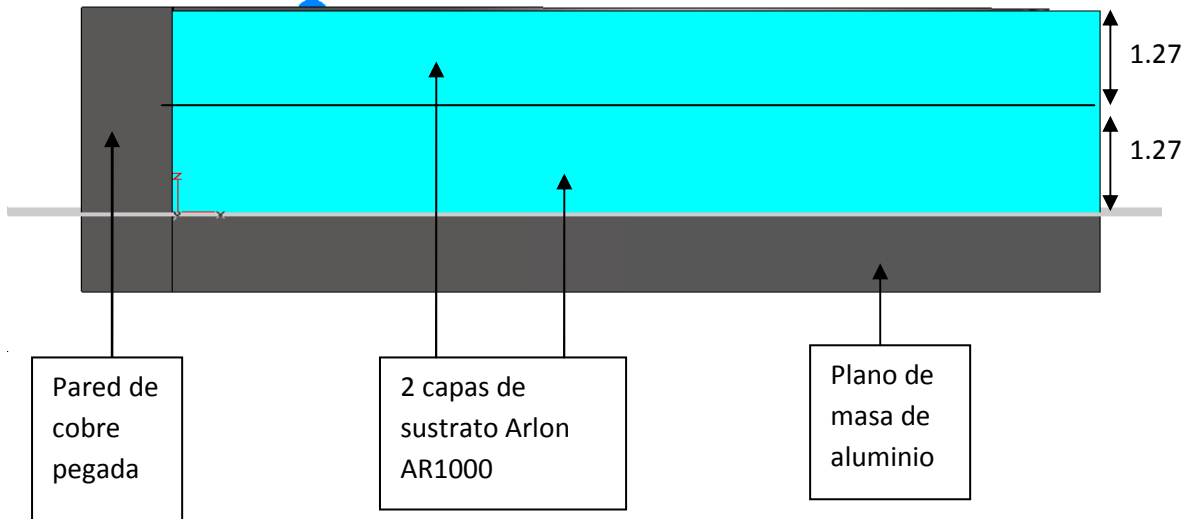 1.27
1.27
Pared de
cobre
pegada
2 capas de
sustrato Arlon
AR1000
Plano de
masa de
aluminio